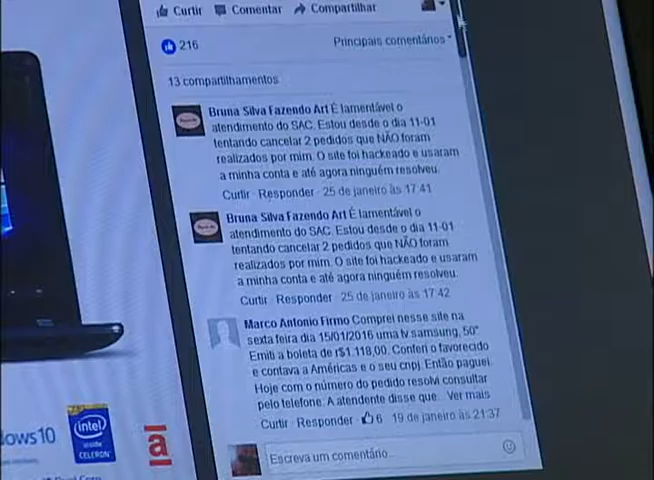 Curtir Comentar Compartilhar
216 Principais comentários
13 compartilhamentos
Bruna Silva Fazendo Art É lamentável o
atendimento do SAC. Estou desde o dia 11-01
tentando cancelar 2 pedidos que NÃO foram
realizados por mim. O site foi hackeado e usaram
a minha conta e até agora ninguém resolveu.
Curtir · Responder · 25 de janeiro às 17:41
Bruna Silva Fazendo Art É lamentável o
atendimento do SAC. Estou desde o dia 11-01
tentando cancelar 2 pedidos que NÃO foram
realizados por mim. O site foi hackeado e usaram
a minha conta e até agora ninguém resolveu.
Curtir · Responder · 25 de janeiro às 17:42
Marco Antonio Firmo Comprei nesse site na
sexta feira dia 15/01/2016 uma tv samsung, 50"
Emiti a boleta de r$1.118,00. Conferi o favorecido
e contava a Américas e o seu cnpj. Então paguei.
Hoje com o número do pedido resolvi consultar
pelo telefone. A atendente disse que... Ver mais
Curtir · Responder · 6 · 19 de janeiro às 21:37
Escreva um comentário...
dows 10
intel
inside
CELERON
a